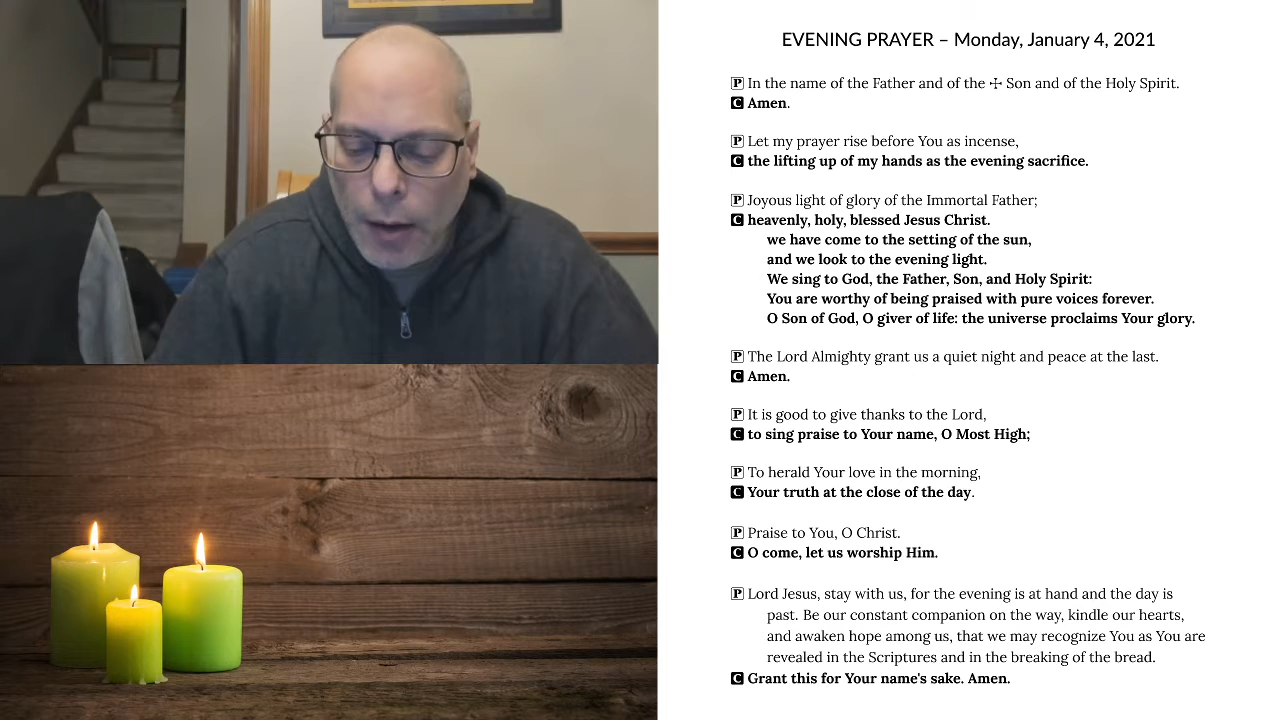 EVENING PRAYER – Monday, January 4, 2021
P In the name of the Father and of the ☩ Son and of the Holy Spirit.
C Amen.
P Let my prayer rise before You as incense,
C the lifting up of my hands as the evening sacrifice.
P Joyous light of glory of the Immortal Father;
C heavenly, holy, blessed Jesus Christ.
we have come to the setting of the sun,
and we look to the evening light.
We sing to God, the Father, Son, and Holy Spirit:
You are worthy of being praised with pure voices forever.
O Son of God, O giver of life: the universe proclaims Your glory.
P The Lord Almighty grant us a quiet night and peace at the last.
C Amen.
P It is good to give thanks to the Lord,
C to sing praise to Your name, O Most High;
P To herald Your love in the morning,
C Your truth at the close of the day.
P Praise to You, O Christ.
C O come, let us worship Him.
P Lord Jesus, stay with us, for the evening is at hand and the day is
past. Be our constant companion on the way, kindle our hearts,
and awaken hope among us, that we may recognize You as You are
revealed in the Scriptures and in the breaking of the bread.
C Grant this for Your name's sake. Amen.